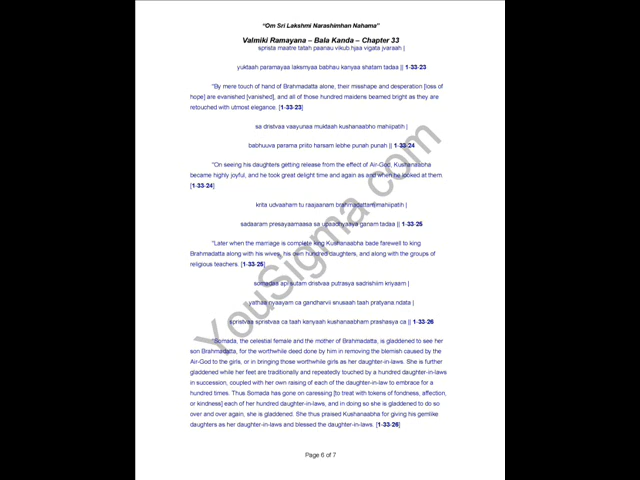 "Om Sri Lakshmi Narashimhan Nahama"
Valmiki Ramayana – Bala Kanda – Chapter 33
sprista maatre tatah paanau vikub hjaa vigata jvaraah |
yuktaah paramayaa laksmyaa babhau kanyaa shatam tadaa || 1-33-23
"By mere touch of hand of Brahmadatta alone, their misshape and desperation [loss of
hope] are evanished [vanished], and all of those hundred maidens beamed bright as they are
retouched with utmost elegance. [1-33-23]
sa dristvaa vaayunaa muktaah kushanaabho mahiipatih |
babhuuva parama priito harsam lebhe punah punah || 1-33-24
"On seeing his daughters getting release from the effect of Air-God, Kushanaabha
became highly joyful, and he took great delight time and again as and when he looked at them.
[1-33-24]
krita udvaaham tu raajaanam brahmadattam mahiipatih |
sadaaram presayaamaasa sa upaadhyaaya ganam tadaa || 1-33-25
"Later when the marriage is complete king Kushanaabha bade farewell to king
Brahmadatta along with his wives, his own hundred daughters, and along with the groups of
religious teachers. [1-33-25]
somadaa api sutam dristvaa putrasya sadrishiim kriyaam |
yathaa nyaayam ca gandharvii snusaah taah pratyana ndata |
spristvaa spristvaa ca taah kanyaah kushanaabham prashasya ca || 1-33-26
"Somada, the celestial female and the mother of Brahmadatta, is gladdened to see her
son Brahmadatta, for the worthwhile deed done by him in removing the blemish caused by the
Air-God to the girls, or in bringing those worthwhile girls as her daughter-in-laws. She is further
gladdened while her feet are traditionally and repeatedly touched by a hundred daughter-in-laws
in succession, coupled with her own raising of each of the daughter-in-law to embrace for a
hundred times. Thus Somada has gone on caressing [to treat with tokens of fondness, affection,
or kindness] each of her hundred daughter-in-laws, and in doing so she is gladdened to do so
over and over again, she is gladdened. She thus praised Kushanaabha for giving his gemlike
daughters as her daughter-in-laws and blessed the daughter-in-laws. [1-33-26]
YouSigma.com
Page 6 of 7